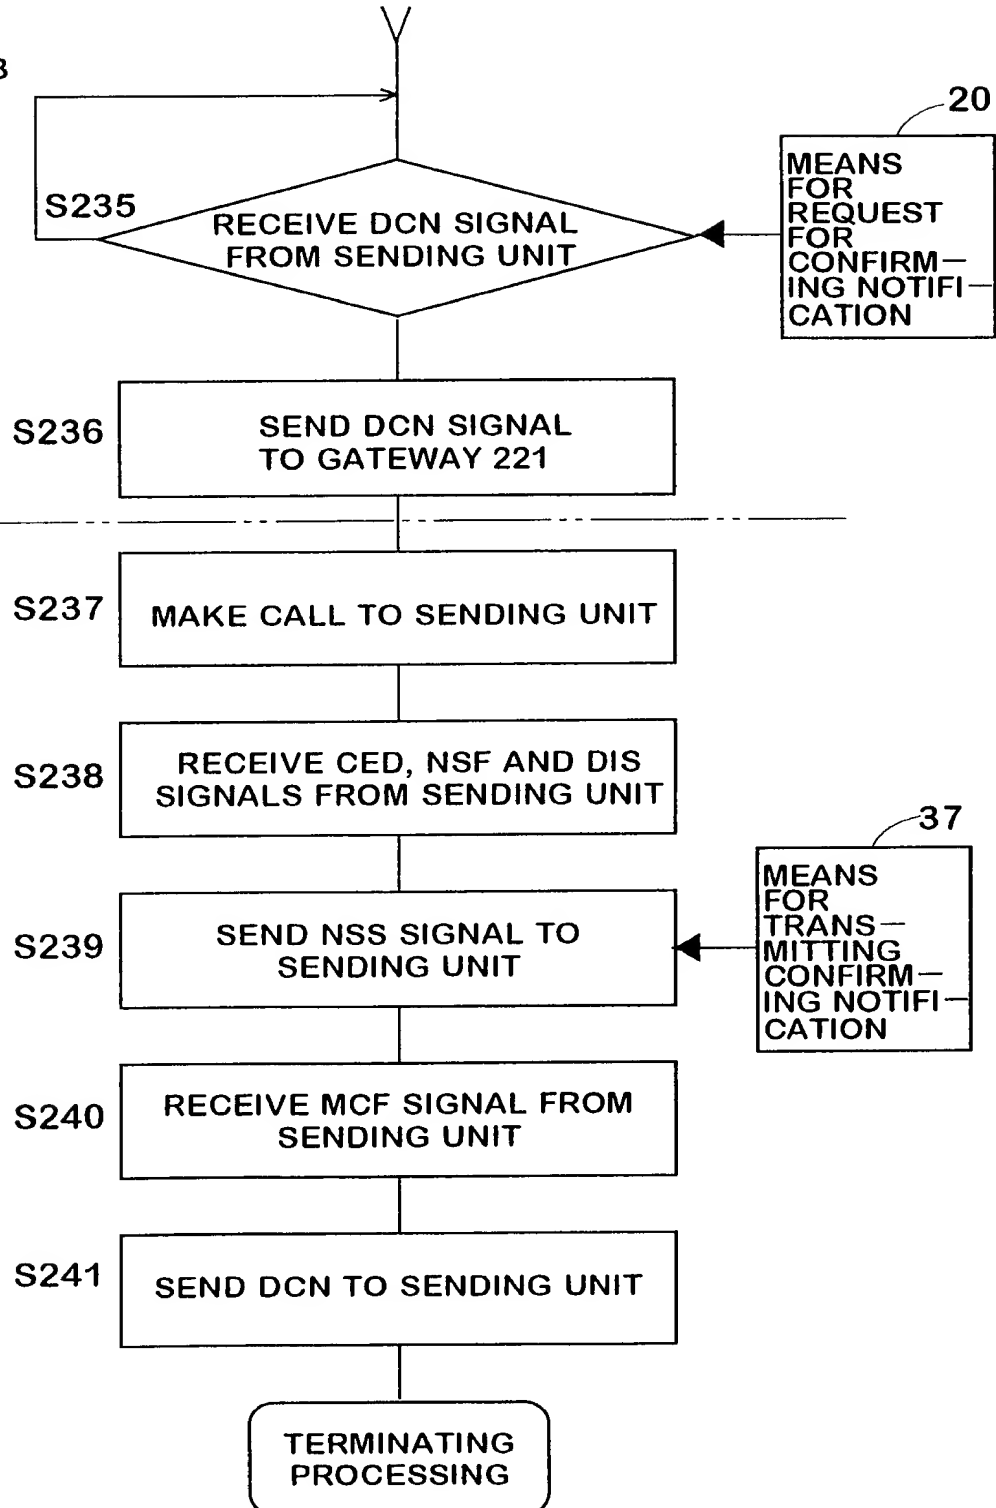 20
MEANS
FOR
REQUEST
FOR
CONFIRM—
ING NOTIFI—
CATION
S235
RECEIVE DCN SIGNAL
FROM SENDING UNIT
S236
SEND DCN SIGNAL
TO GATEWAY 221
S237
MAKE CALL TO SENDING UNIT
S238
RECEIVE CED, NSF AND DIS
SIGNALS FROM SENDING UNIT
37
MEANS
FOR
TRANS—
MITTING
CONFIRM—
ING NOTIFI—
CATION
S239
SEND NSS SIGNAL TO
SENDING UNIT
S240
RECEIVE MCF SIGNAL FROM
SENDING UNIT
S241
SEND DCN TO SENDING UNIT
TERMINATING
PROCESSING